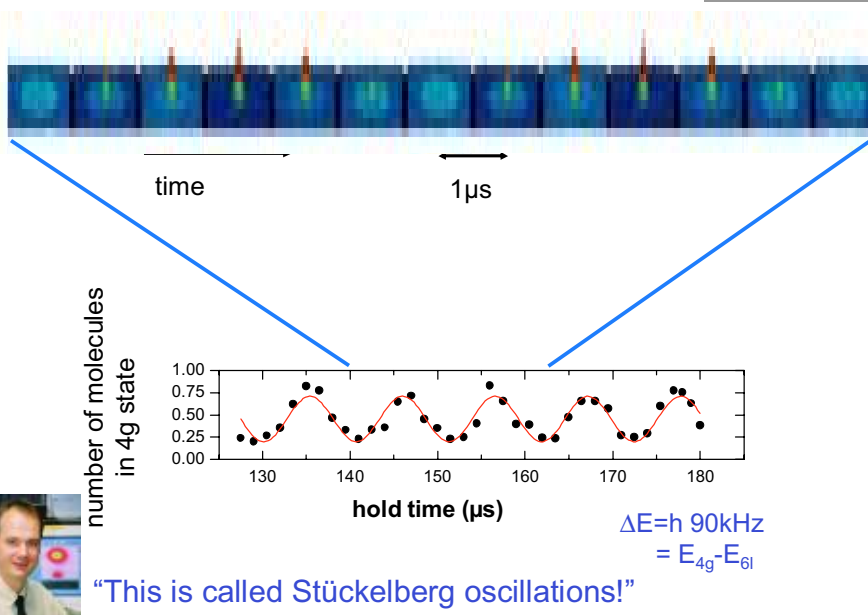 time
1µs
number of molecules
in 4g state
1.00
0.75
0.50
0.25
0.00
130 140 150 160 170 180
hold time (µs)
ΔE=h 90kHz
= E4g-E6l
“This is called Stückelberg oscillations!”